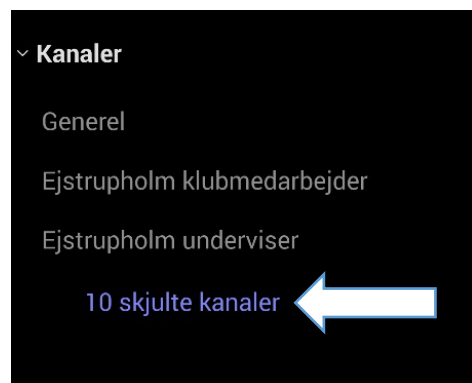 Kanaler
Generel
Ejstrupholm klubmedarbejder
Ejstrupholm underviser
10 skjulte kanaler